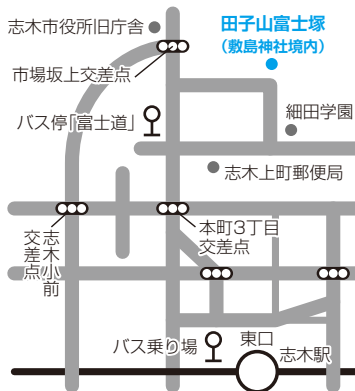 志木市役所旧庁舎
田子山富士塚
(敷島神社境内)
市場坂上交差点
バス停「富士道」
細田学園
志木上町郵便局
志木小前
交差点
本町3丁目
交差点
バス乗り場
東口
志木駅